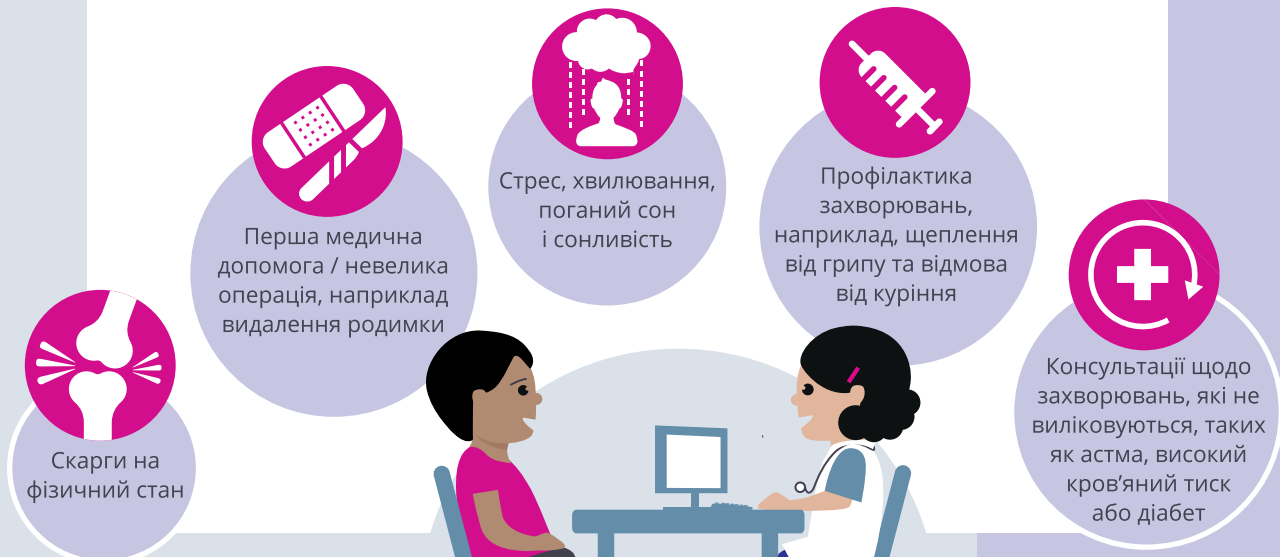 Скарги на
фізичний стан
Перша медична
допомога / невелика
операція, наприклад
видалення родимки
Стрес, хвилювання,
поганий сон
і сонливість
Профілактика
захворювань,
наприклад, щеплення
від грипу та відмова
від куріння
Консультації щодо
захворювань, які не
виліковуються, таких
як астма, високий
кров’яний тиск
або діабет